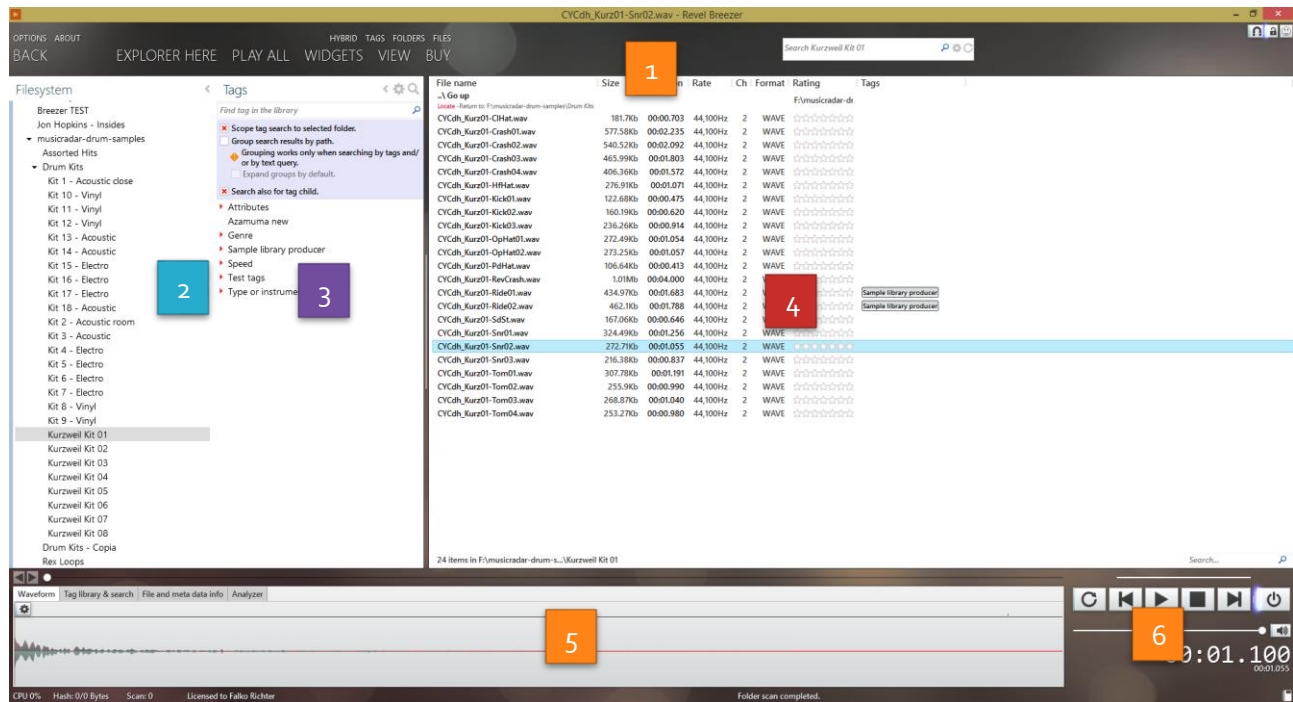 CYCdh_Kurz01-Snr02.wav - Revel Breezer
OPTIONS ABOUT
HYBRID TAGS FOLDERS FILES
BACK EXPLORER HERE PLAY ALL WIDGETS VIEW BUY
Search Kurzweil Kit 01
1
Filesystem
Breezer TEST
Jon Hopkins - Insides
musicradar-drum-samples
Assorted Hits
Drum Kits
Kit 1 - Acoustic close
Kit 10 - Vinyl
Kit 11 - Vinyl
Kit 12 - Vinyl
Kit 13 - Acoustic
Kit 14 - Acoustic
Kit 15 - Electro
Kit 16 - Electro
Kit 17 - Electro
Kit 18 - Acoustic
Kit 2 - Acoustic room
Kit 3 - Acoustic
Kit 4 - Electro
Kit 5 - Electro
Kit 6 - Electro
Kit 7 - Electro
Kit 8 - Vinyl
Kit 9 - Vinyl
Kurzweil Kit 01
Kurzweil Kit 02
Kurzweil Kit 03
Kurzweil Kit 04
Kurzweil Kit 05
Kurzweil Kit 06
Kurzweil Kit 07
Kurzweil Kit 08
Drum Kits - Copia
Rex Loops
2
Tags
Find tag in the library
Scope tag search to selected folder.
Group search results by path.
Grouping works only when searching by tags and/
or by text query.
Expand groups by default.
Search also for tag child.
Attributes
Azamuma new
Genre
Sample library producer
Speed
Test tags
Type or instrume
3
File name Size on Rate Ch Format Rating Tags
..\ Go up
Locate -Return to: F:\musicradar-drum-samples\Drum Kits
F:\musicradar-dr
CYCdh_Kurz01-ClHat.wav 181.7Kb 00:00.703 44,100Hz 2 WAVE
CYCdh_Kurz01-Crash01.wav 577.58Kb 00:02.235 44,100Hz 2 WAVE
CYCdh_Kurz01-Crash02.wav 540.52Kb 00:02.092 44,100Hz 2 WAVE
CYCdh_Kurz01-Crash03.wav 465.99Kb 00:01.803 44,100Hz 2 WAVE
CYCdh_Kurz01-Crash04.wav 406.36Kb 00:01.572 44,100Hz 2 WAVE
CYCdh_Kurz01-HfHat.wav 276.91Kb 00:01.071 44,100Hz 2 WAVE
CYCdh_Kurz01-Kick01.wav 122.68Kb 00:00.475 44,100Hz 2 WAVE
CYCdh_Kurz01-Kick02.wav 160.19Kb 00:00.620 44,100Hz 2 WAVE
CYCdh_Kurz01-Kick03.wav 236.26Kb 00:00.914 44,100Hz 2 WAVE
CYCdh_Kurz01-OpHat01.wav 272.49Kb 00:01.054 44,100Hz 2 WAVE
CYCdh_Kurz01-OpHat02.wav 273.25Kb 00:01.057 44,100Hz 2 WAVE
CYCdh_Kurz01-PdHat.wav 106.64Kb 00:00.413 44,100Hz 2 WAVE
CYCdh_Kurz01-RevCrash.wav 1.01Mb 00:04.000 44,100Hz 2
CYCdh_Kurz01-Ride01.wav 434.97Kb 00:01.683 44,100Hz 2 Sample library producer
CYCdh_Kurz01-Ride02.wav 462.1Kb 00:01.788 44,100Hz 2 Sample library producer
CYCdh_Kurz01-SdSt.wav 167.06Kb 00:00.646 44,100Hz 2
CYCdh_Kurz01-Snr01.wav 324.49Kb 00:01.256 44,100Hz 2 WAVE
CYCdh_Kurz01-Snr02.wav 272.71Kb 00:01.055 44,100Hz 2 WAVE
CYCdh_Kurz01-Snr03.wav 216.38Kb 00:00.837 44,100Hz 2 WAVE
CYCdh_Kurz01-Tom01.wav 307.78Kb 00:01.191 44,100Hz 2 WAVE
CYCdh_Kurz01-Tom02.wav 255.9Kb 00:00.990 44,100Hz 2 WAVE
CYCdh_Kurz01-Tom03.wav 268.87Kb 00:01.040 44,100Hz 2 WAVE
CYCdh_Kurz01-Tom04.wav 253.27Kb 00:00.980 44,100Hz 2 WAVE
4
24 items in F:\musicradar-drum-s...\Kurzweil Kit 01
Search...
Waveform Tag library & search File and meta data info Analyzer
5
6
00:01.100
00:01.055
CPU 0% Hash: 0/0 Bytes Scan: 0 Licensed to Falko Richter
Folder scan completed.